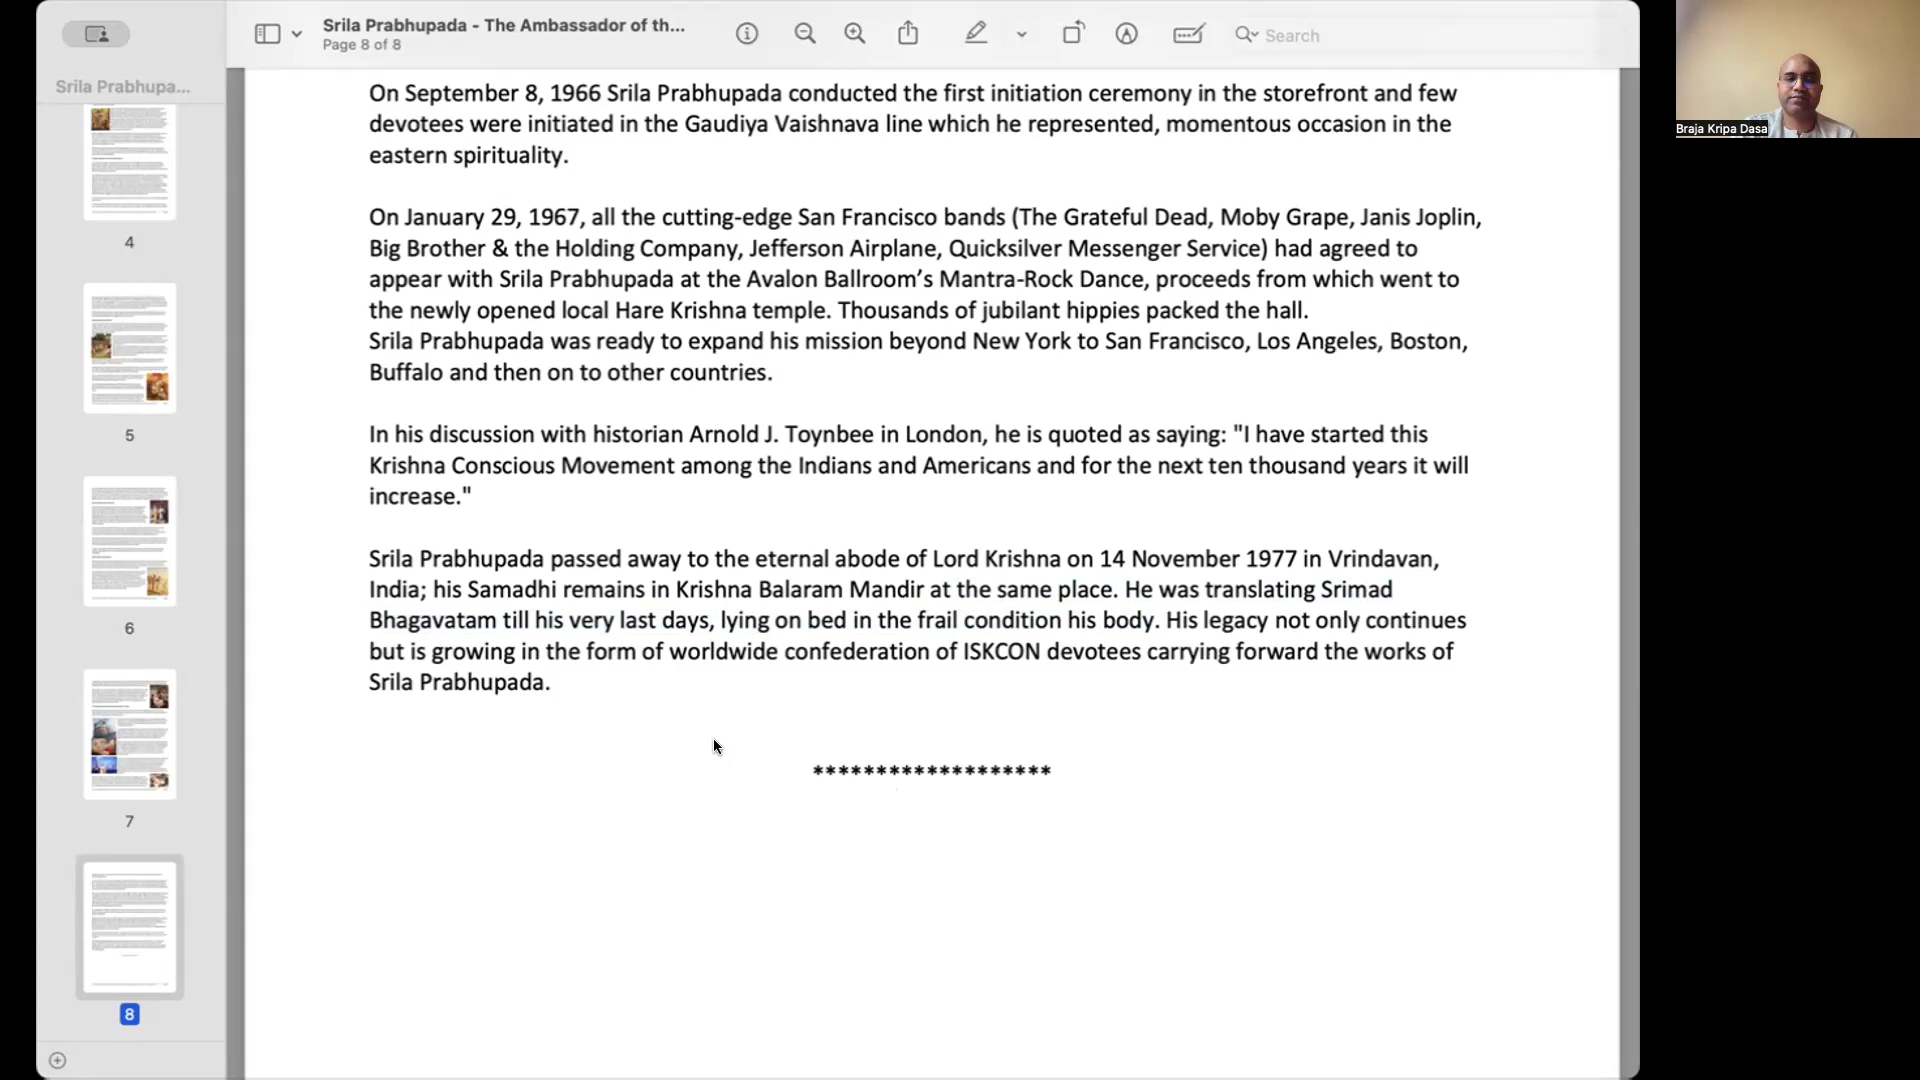 Srila Prabhupada - The Ambassador of th...
Page 8 of 8
Search
Srila Prabhupa...
4
5
6
7
8
On September 8, 1966 Srila Prabhupada conducted the first initiation ceremony in the storefront and few
devotees were initiated in the Gaudiya Vaishnava line which he represented, momentous occasion in the
eastern spirituality.
On January 29, 1967, all the cutting-edge San Francisco bands (The Grateful Dead, Moby Grape, Janis Joplin,
Big Brother & the Holding Company, Jefferson Airplane, Quicksilver Messenger Service) had agreed to
appear with Srila Prabhupada at the Avalon Ballroom’s Mantra-Rock Dance, proceeds from which went to
the newly opened local Hare Krishna temple. Thousands of jubilant hippies packed the hall.
Srila Prabhupada was ready to expand his mission beyond New York to San Francisco, Los Angeles, Boston,
Buffalo and then on to other countries.
In his discussion with historian Arnold J. Toynbee in London, he is quoted as saying: "I have started this
Krishna Conscious Movement among the Indians and Americans and for the next ten thousand years it will
increase."
Srila Prabhupada passed away to the eternal abode of Lord Krishna on 14 November 1977 in Vrindavan,
India; his Samadhi remains in Krishna Balaram Mandir at the same place. He was translating Srimad
Bhagavatam till his very last days, lying on bed in the frail condition his body. His legacy not only continues
but is growing in the form of worldwide confederation of ISKCON devotees carrying forward the works of
Srila Prabhupada.
*******************
Braja Kripa Dasa